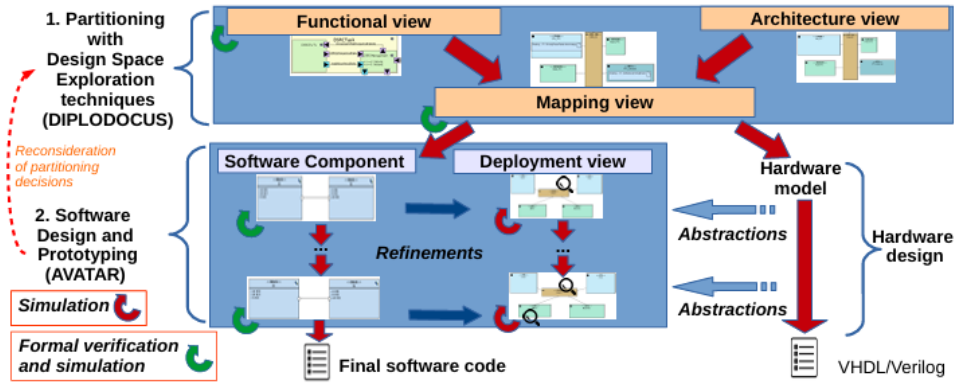 1. Partitioning
with
Design Space
Exploration
techniques
(DIPLODOCUS)
Functional view
Architecture view
Mapping view
Reconsideration
of partitioning
decisions
2. Software
Design and
Prototyping
(AVATAR)
Software Component
Deployment view
...
...
Refinements
Hardware
model
Abstractions
Abstractions
Hardware
design
Simulation
Formal verification
and simulation
Final software code
VHDL/Verilog